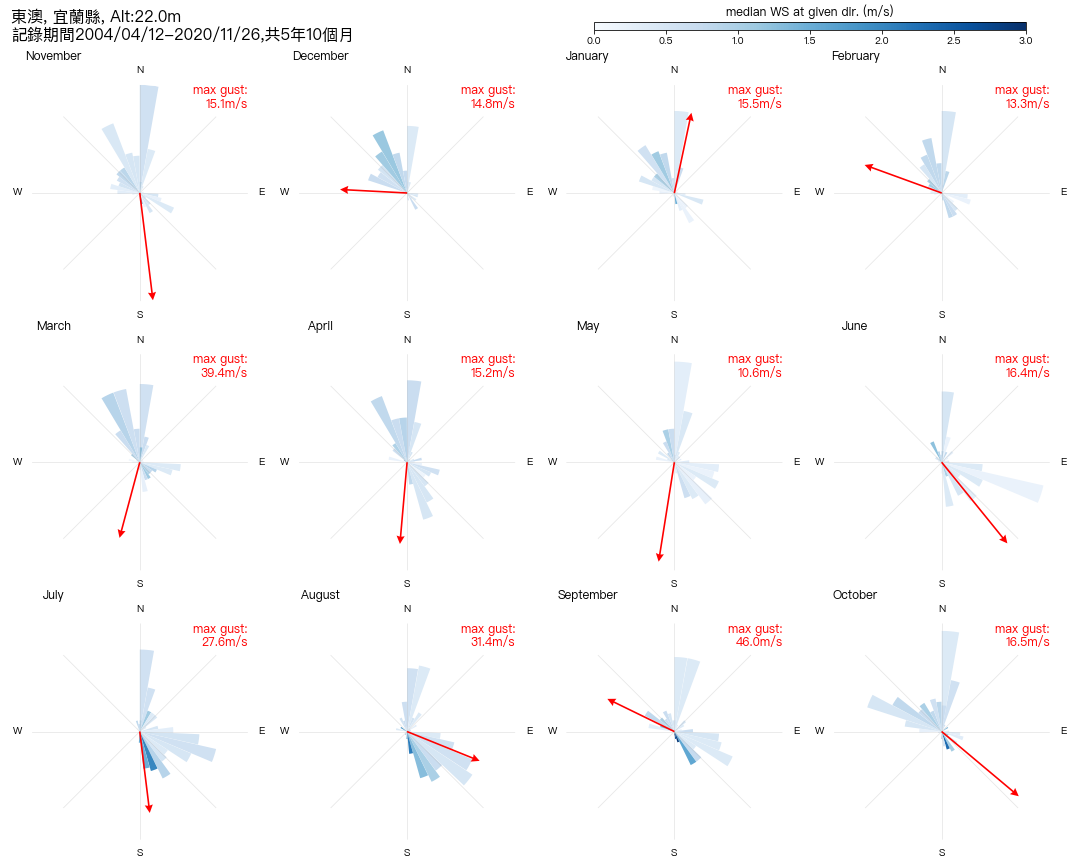 東澳, 宜蘭縣, Alt:22.0m
記錄期間2004/04/12-2020/11/26,共5年10個月
median WS at given dir. (m/s)
0.0 0.5 1.0 1.5 2.0 2.5 3.0
November
N
max gust:
15.1m/s
W
E
S
December
N
max gust:
14.8m/s
W
E
January
N
max gust:
15.5m/s
W
E
February
N
max gust:
13.3m/s
W
E
March
N
max gust:
39.4m/s
W
E
S
April
N
max gust:
15.2m/s
W
E
S
May
N
max gust:
10.6m/s
W
E
S
June
N
max gust:
16.4m/s
W
E
S
July
N
max gust:
27.6m/s
W
E
S
August
N
max gust:
31.4m/s
W
E
S
September
N
max gust:
46.0m/s
W
E
S
October
N
max gust:
16.5m/s
W
E
S